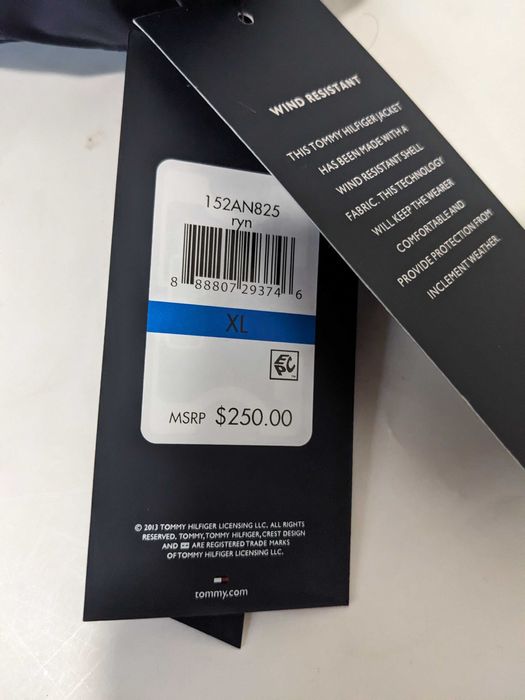 WIND RESISTANT
THIS TOMMY HILFIGER JACKET
HAS BEEN MADE WITH A
WIND RESISTANT SHELL
FABRIC. THIS TECHNOLOGY
WILL KEEP THE WEARER
COMFORTABLE AND
PROVIDE PROTECTION FROM
INCLEMENT WEATHER.
152AN825
ryn
8 88807 29374 6
XL
EPC
MSRP $250.00
© 2013 TOMMY HILFIGER LICENSING LLC. ALL RIGHTS
RESERVED. TOMMY, TOMMY HILFIGER, CREST DESIGN
AND ARE REGISTERED TRADE MARKS
OF TOMMY HILFIGER LICENSING LLC.
tommy.com